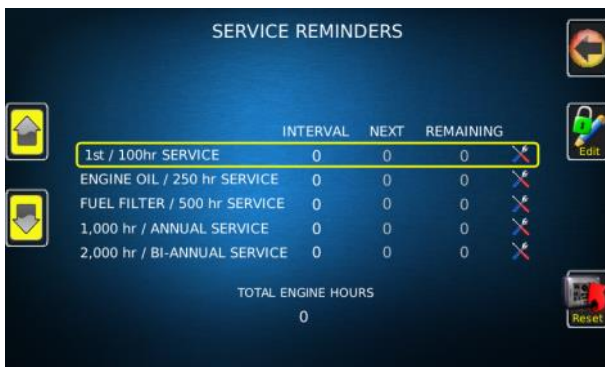 SERVICE REMINDERS
INTERVAL NEXT REMAINING
1st / 100hr SERVICE 0 0 0
ENGINE OIL / 250 hr SERVICE 0 0 0
FUEL FILTER / 500 hr SERVICE 0 0 0
1,000 hr / ANNUAL SERVICE 0 0 0
2,000 hr / BI-ANNUAL SERVICE 0 0 0
TOTAL ENGINE HOURS
0
Edit
Reset